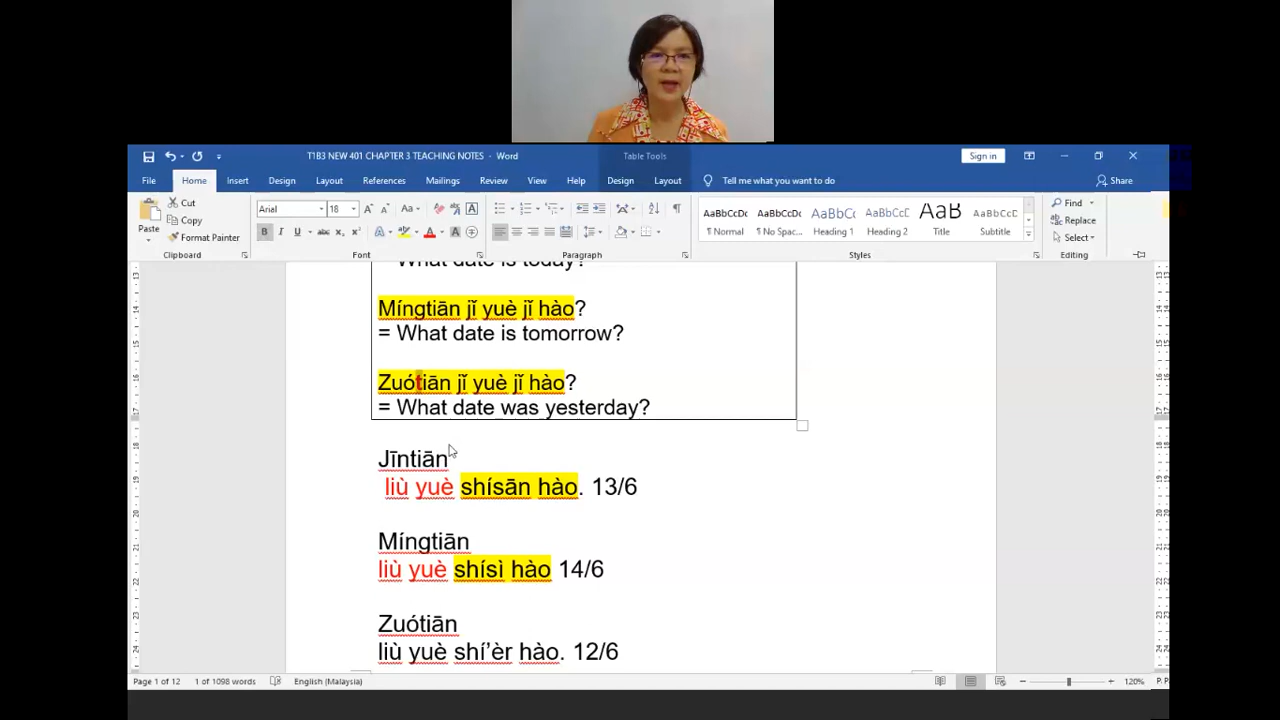 T1B3 NEW 401 CHAPTER 3 TEACHING NOTES - Word
Table Tools
Sign in
File Home Insert Design Layout References Mailings Review View Help Design Layout Tell me what you want to do Share
Paste
Cut
Copy
Format Painter
Clipboard
Arial 18
Font
Paragraph
AaBbCcDc AaBbCcDc AaBbCc AaBbCcD AaB AaBbCcD
¶ Normal ¶ No Spac... Heading 1 Heading 2 Title Subtitle
Styles
Find
Replace
Select
Editing
What date is today?
Míngtiān jǐ yuè jǐ hào?
= What date is tomorrow?
Zuótiān jǐ yuè jǐ hào?
= What date was yesterday?
Jīntiān
liù yuè shísān hào. 13/6
Míngtiān
liù yuè shísì hào 14/6
Zuótiān
liù yuè shí’èr hào. 12/6
Page 1 of 12 1 of 1098 words English (Malaysia) 120%